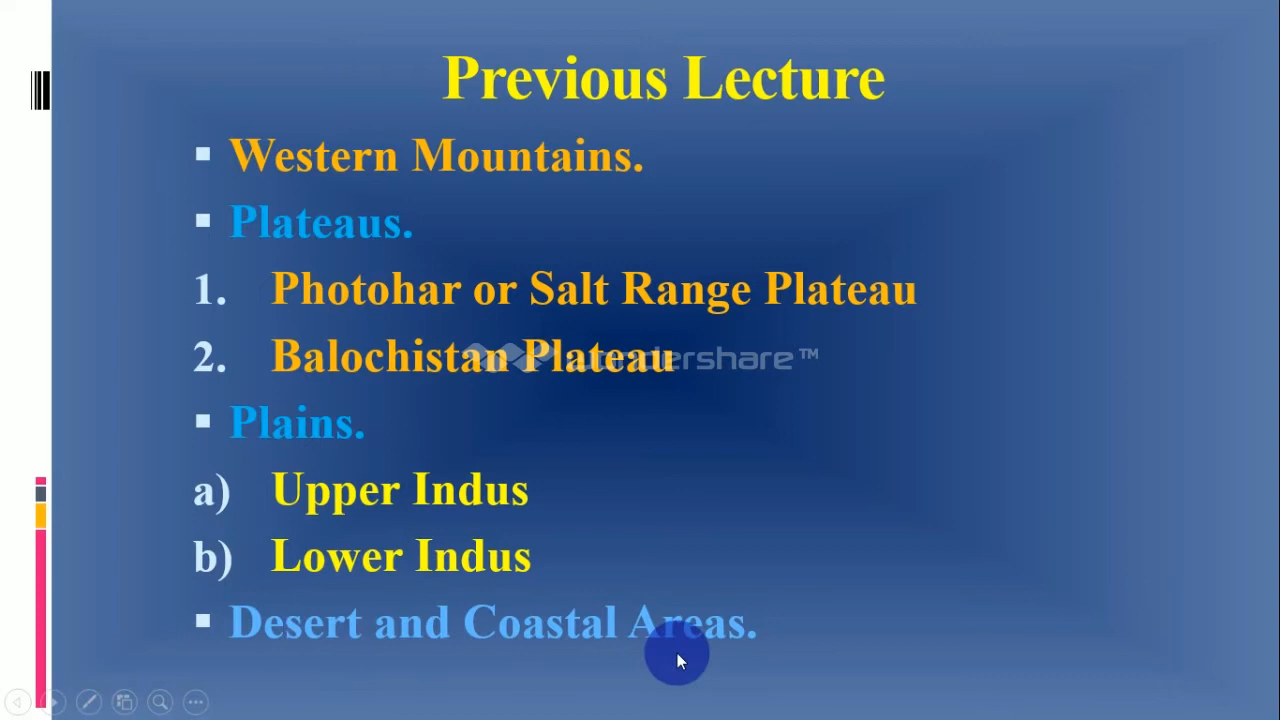 Previous Lecture
▪ Western Mountains.
▪ Plateaus.
1. Photohar or Salt Range Plateau
2. Balochistan Plateau
wondershare™
▪ Plains.
a) Upper Indus
b) Lower Indus
▪ Desert and Coastal Areas.